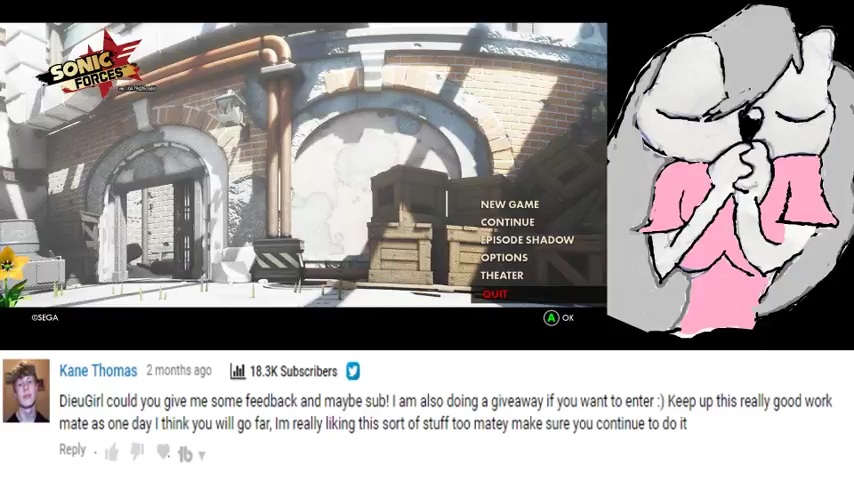 SONIC
FORCES
NEW GAME
CONTINUE
EPISODE SHADOW
OPTIONS
THEATER
QUIT
©SEGA
A OK
Kane Thomas 2 months ago 18.3K Subscribers
DieuGirl could you give me some feedback and maybe sub! I am also doing a giveaway if you want to enter :) Keep up this really good work
mate as one day I think you will go far, Im really liking this sort of stuff too matey make sure you continue to do it
Reply